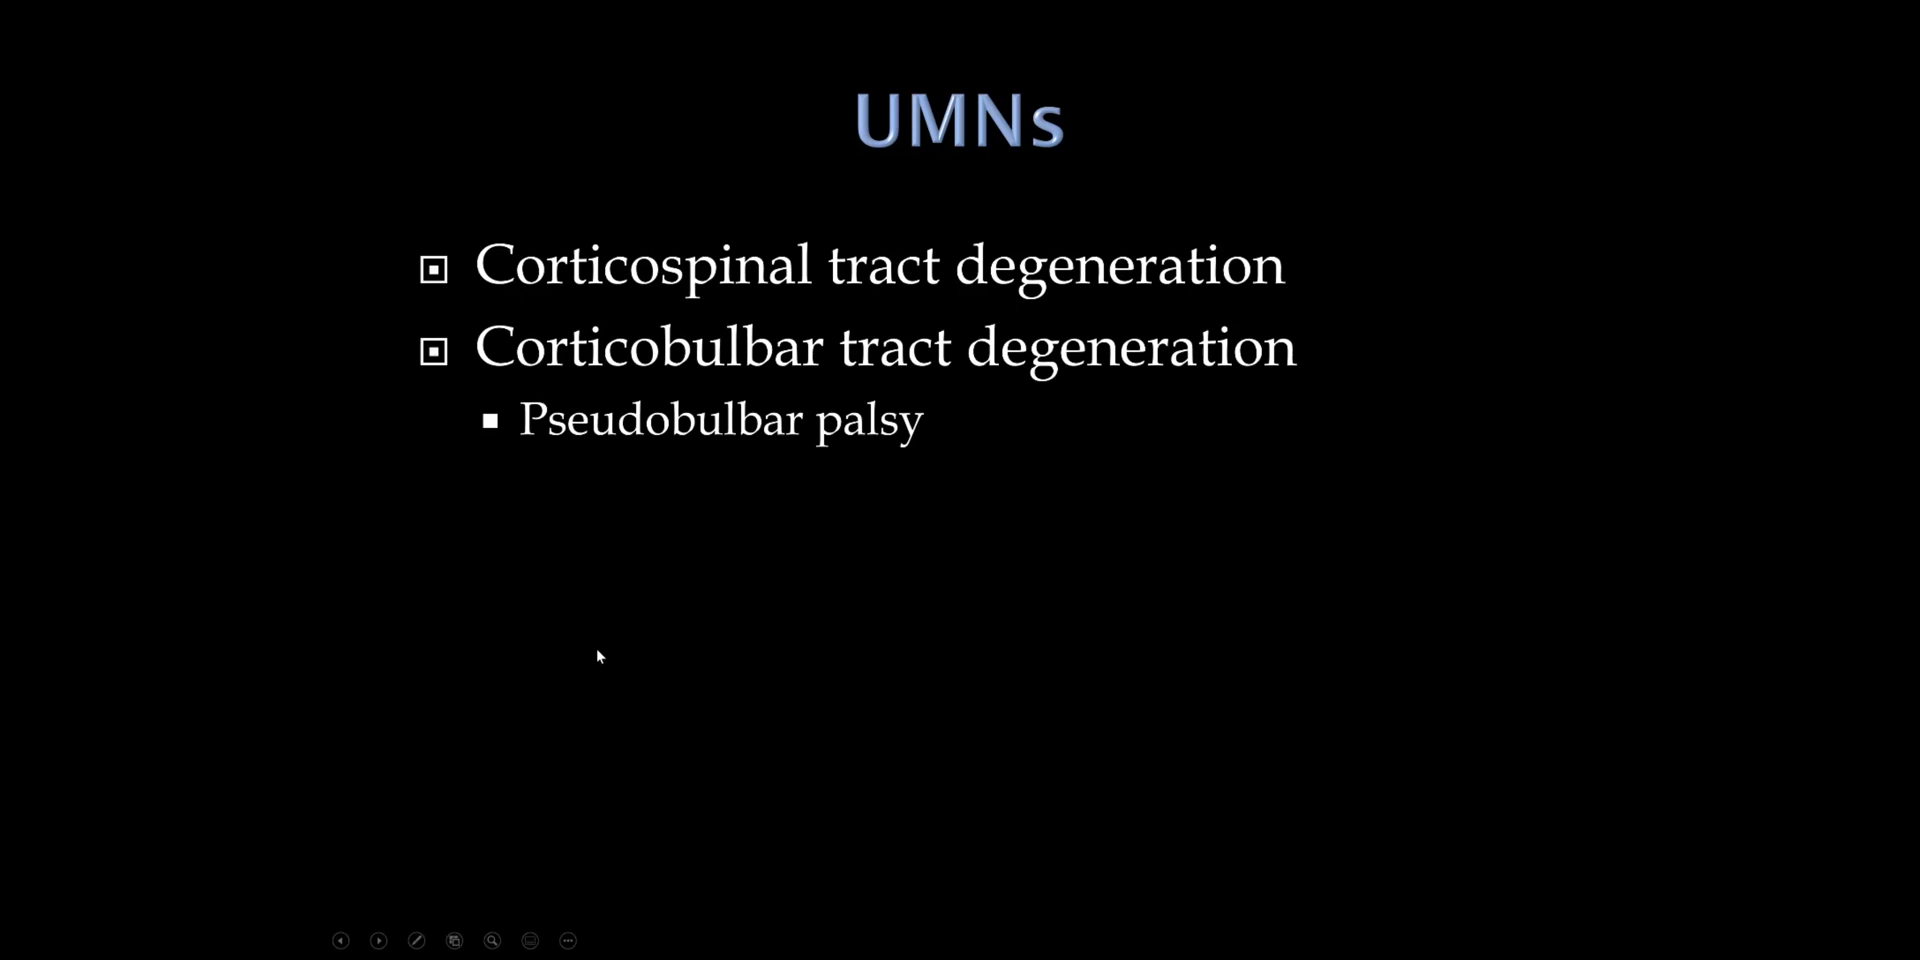 UMNs
Corticospinal tract degeneration
Corticobulbar tract degeneration
Pseudobulbar palsy